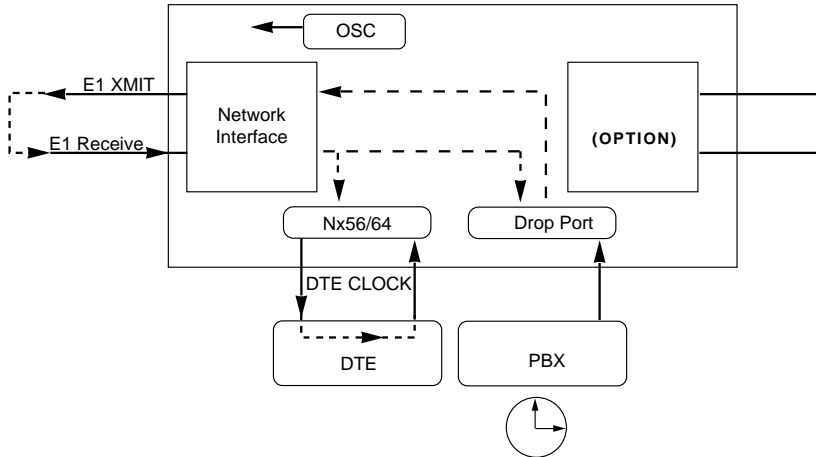 OSC
E1 XMIT
Network
Interface
(OPTION)
E1 Receive
Nx56/64
Drop Port
DTE CLOCK
DTE
PBX